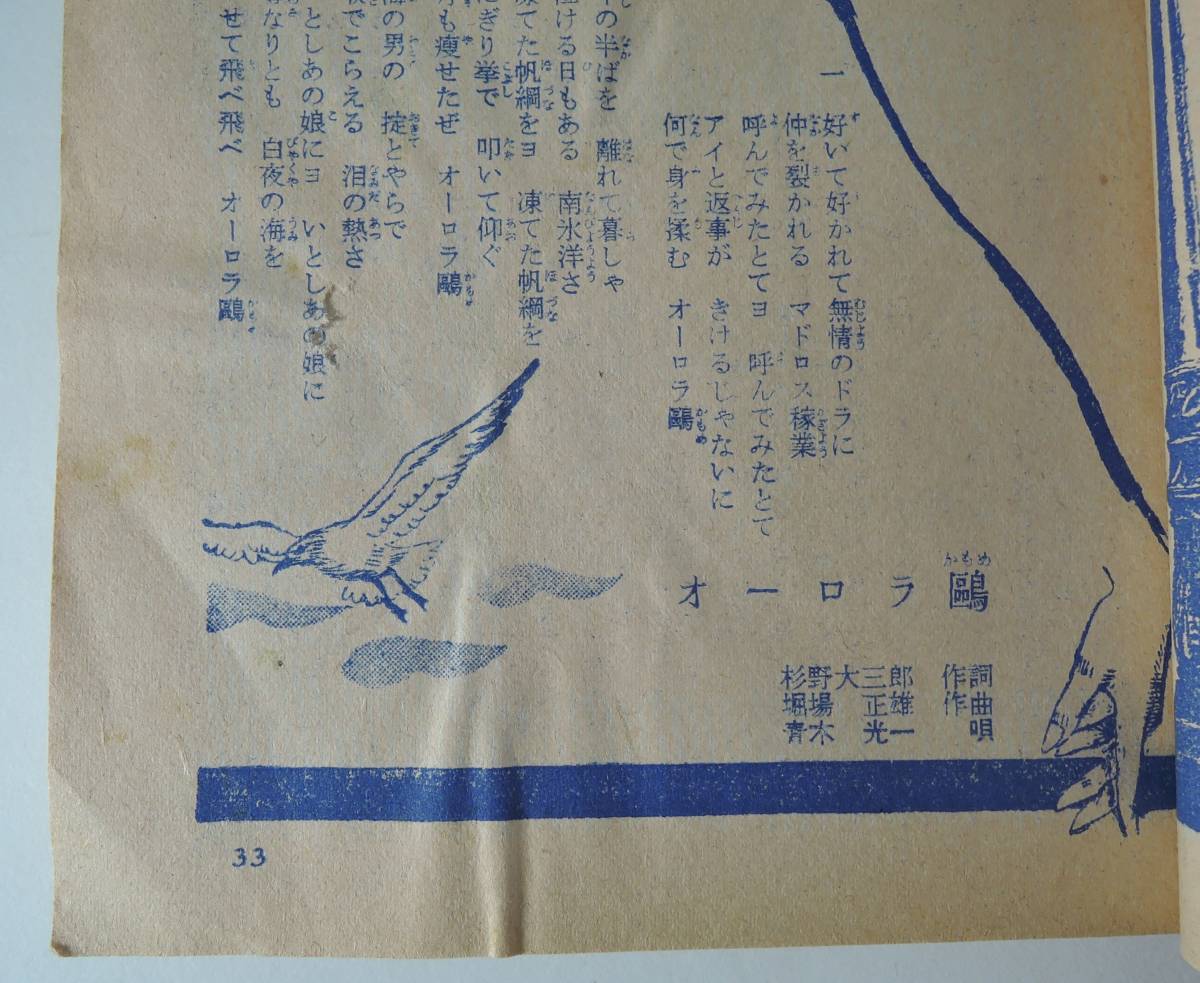 オーロラ鷗
かもめ
杉野大三郎 作詞
堀場正雄 作曲
青木光一 唄
一
好いて好かれて 無情のドラに
仲を裂かれる マドロス稼業
呼んでみたとてヨ 呼んでみたとて
アイと返事が きけるじゃないに
何で身を揉む オーロラ鷗
の半ばを 離れて暮しゃ
ける日もある 南氷洋さ
てた帆綱をヨ 凍てた帆綱を
ぎり拳で 叩いて仰ぐ
も瘦せたぜ オーロラ鷗
の男の 掟とやらで
でこらえる 泪の熱さ
としあの娘にヨ いとしあの娘に
なりとも 白夜の海を
せて飛べ飛べ オーロラ鷗
33